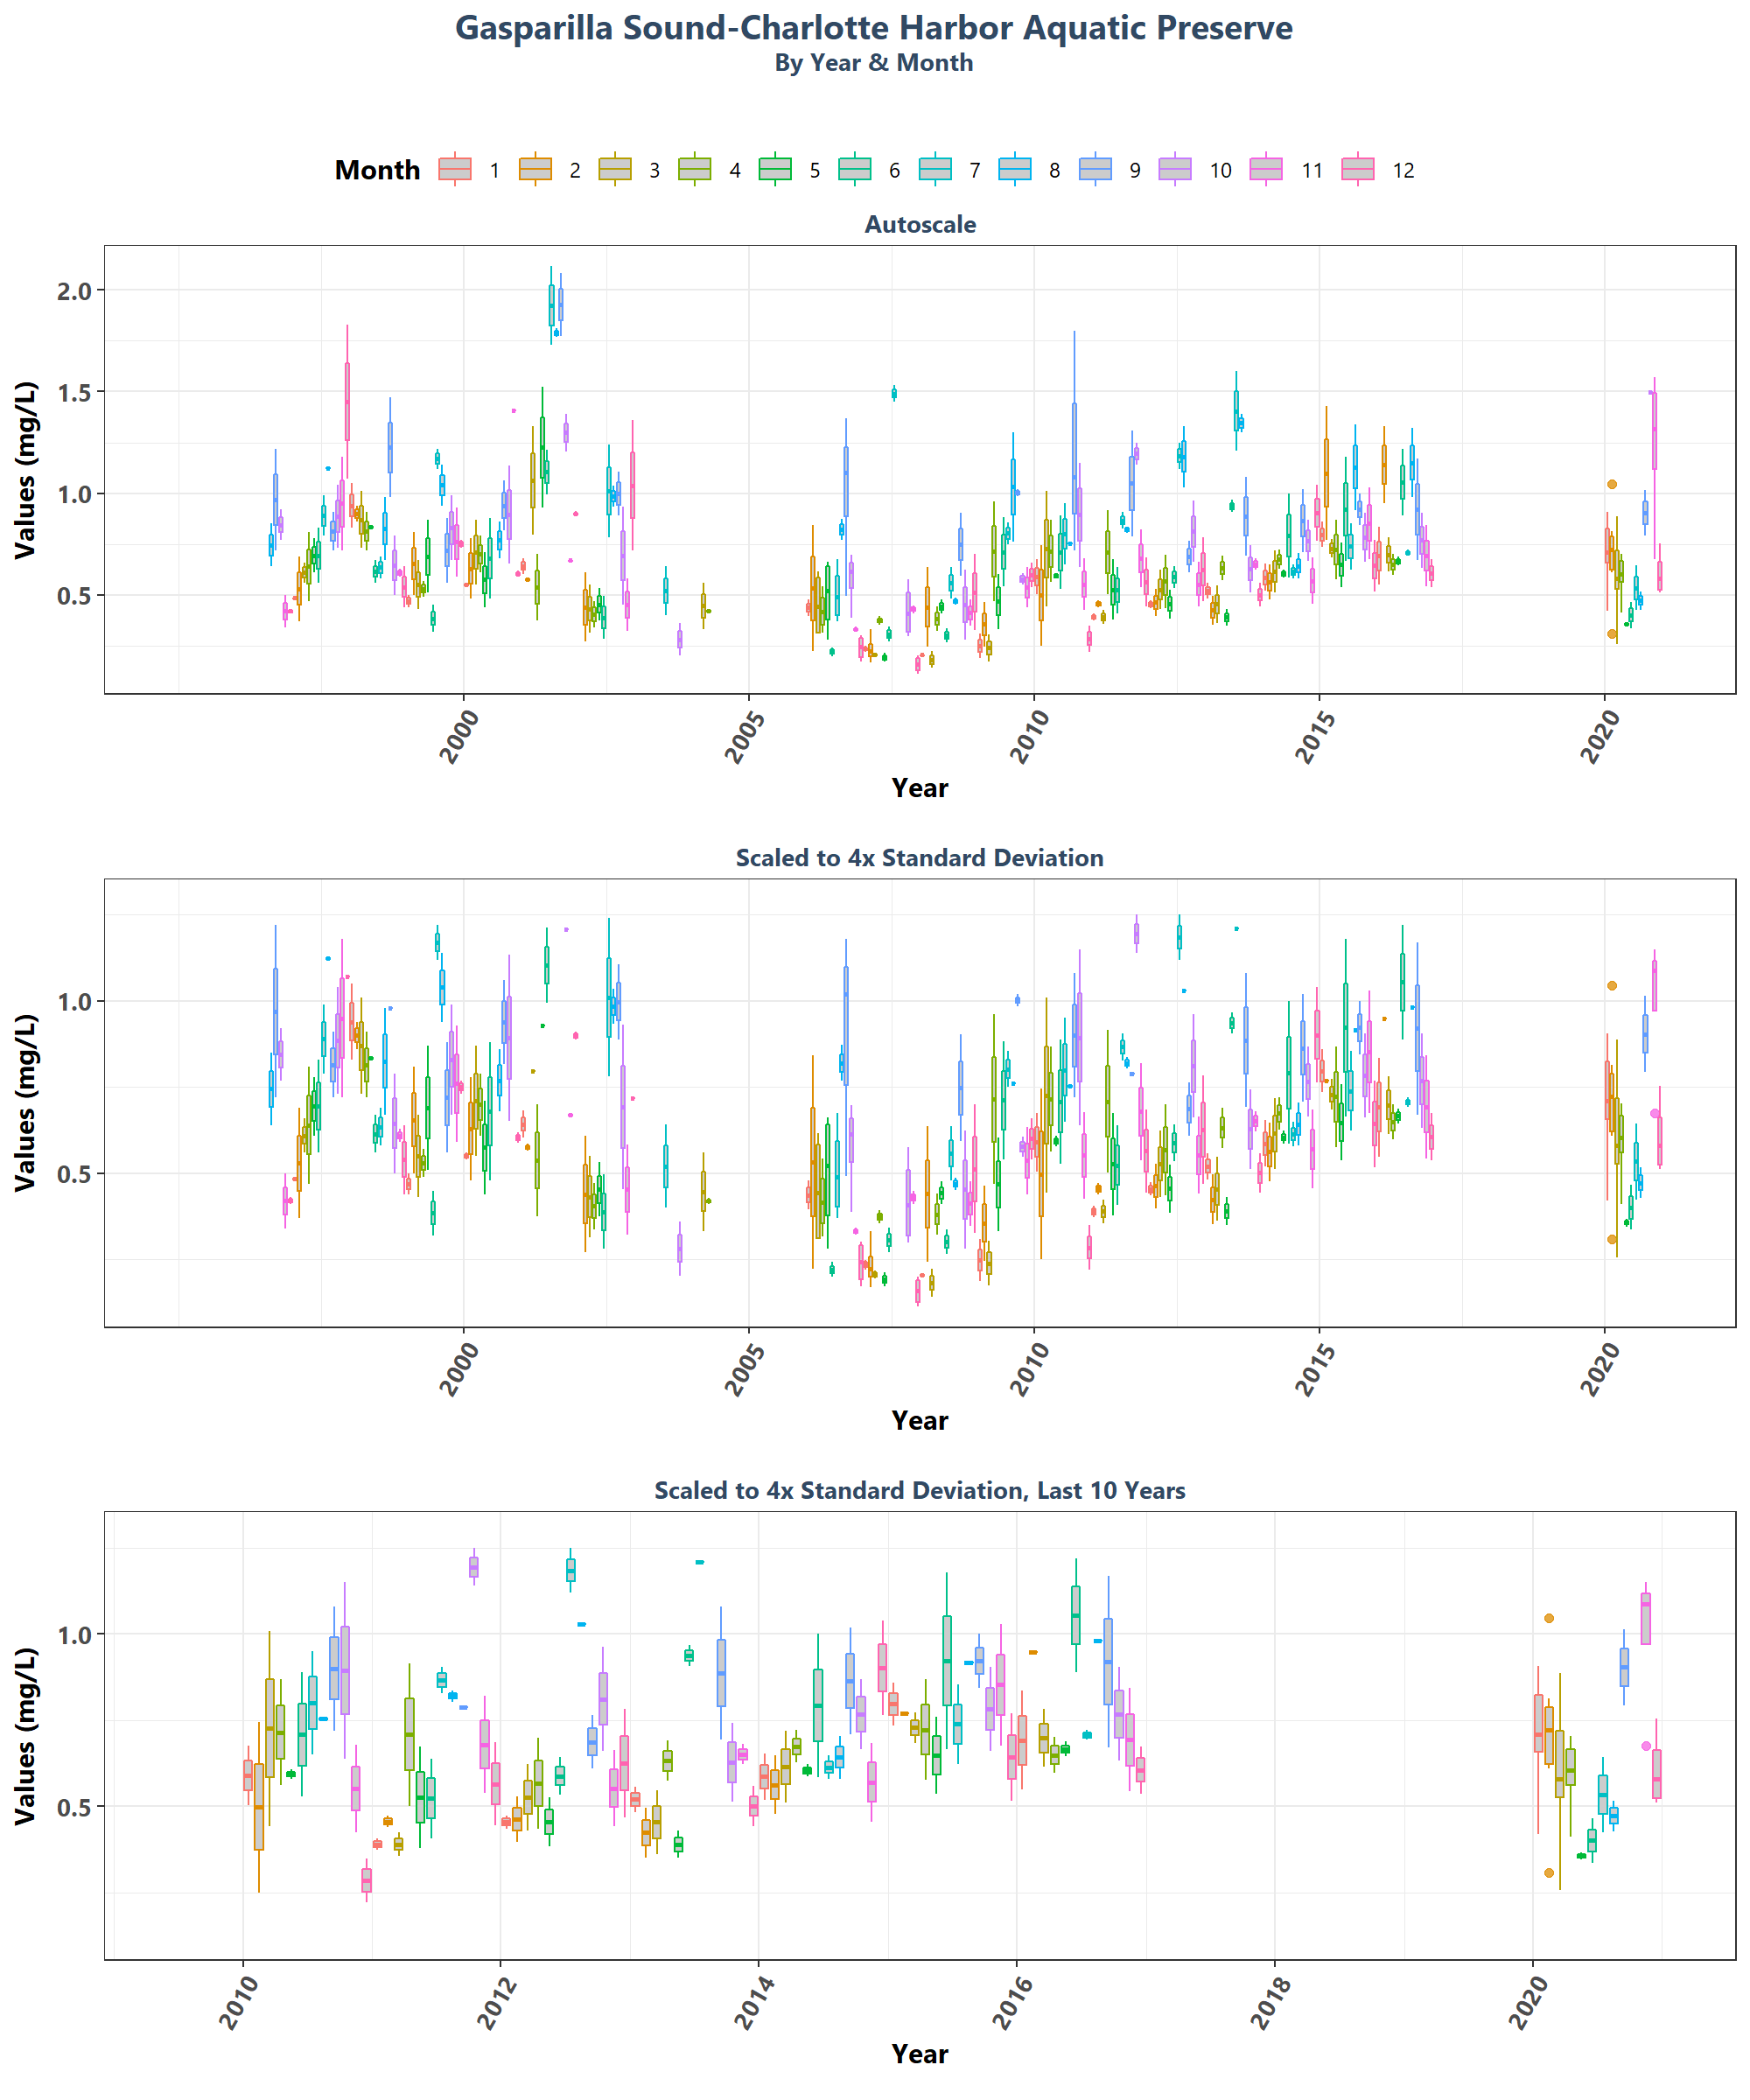 Gasparilla Sound-Charlotte Harbor Aquatic Preserve
By Year & Month
Month 1 2 3 4 5 6 7 8 9 10 11 12
Autoscale
Values (mg/L)
2.0
1.5
1.0
0.5
2000 2005 2010 2015 2020
Year
Scaled to 4x Standard Deviation
Values (mg/L)
1.0
0.5
2000 2005 2010 2015 2020
Year
Scaled to 4x Standard Deviation, Last 10 Years
Values (mg/L)
1.0
0.5
2010 2012 2014 2016 2018 2020
Year